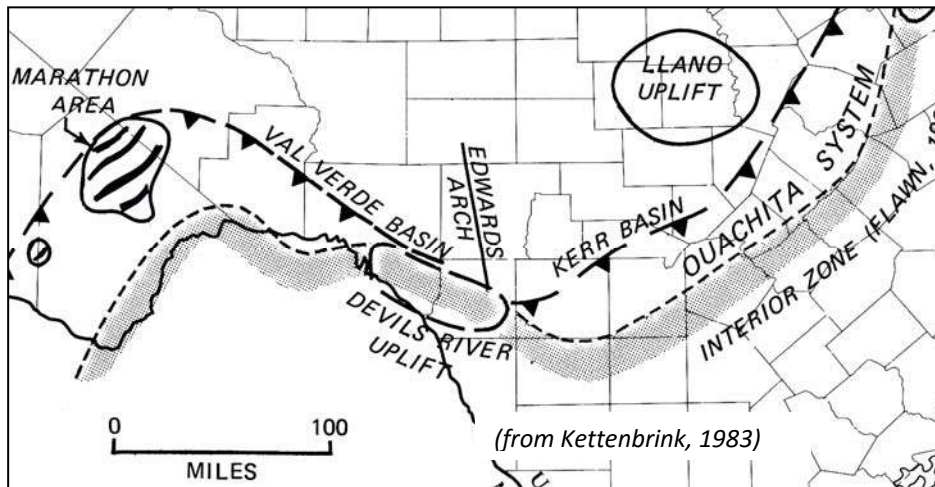 MARATHON
AREA
LLANO
UPLIFT
VAL VERDE BASIN
EDWARDS
ARCH
KERR BASIN
OUACHITA SYSTEM
INTERIOR ZONE (FLAWN,
DEVILS RIVER
UPLIFT
0 100
MILES
(from Kettenbrink, 1983)
U